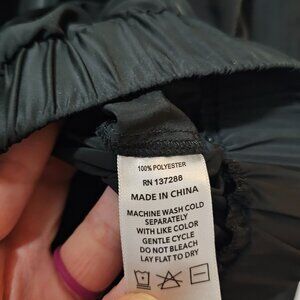 100% POLYESTER
RN 137288
MADE IN CHINA
MACHINE WASH COLD
SEPARATELY
WITH LIKE COLOR
GENTLE CYCLE
DO NOT BLEACH
LAY FLAT TO DRY